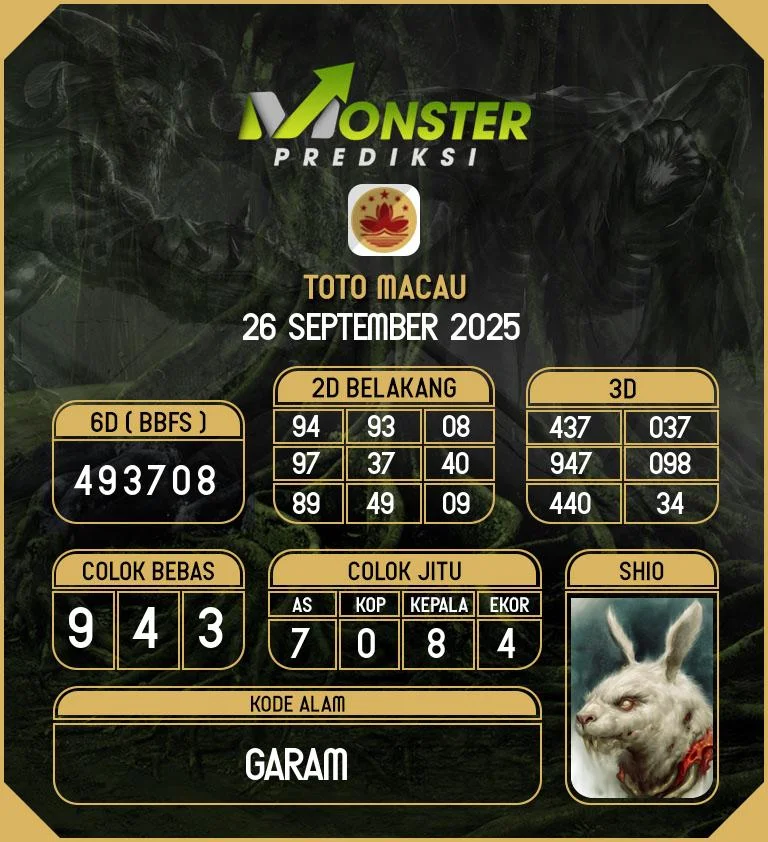 MONSTER
PREDIKSI
TOTO MACAU
26 SEPTEMBER 2025
6D ( BBFS )
493708
2D BELAKANG
94 93 08
97 37 40
89 49 09
3D
437 037
947 098
440 34
COLOK BEBAS
9 4 3
COLOK JITU
AS KOP KEPALA EKOR
7 0 8 4
SHIO
KODE ALAM
GARAM